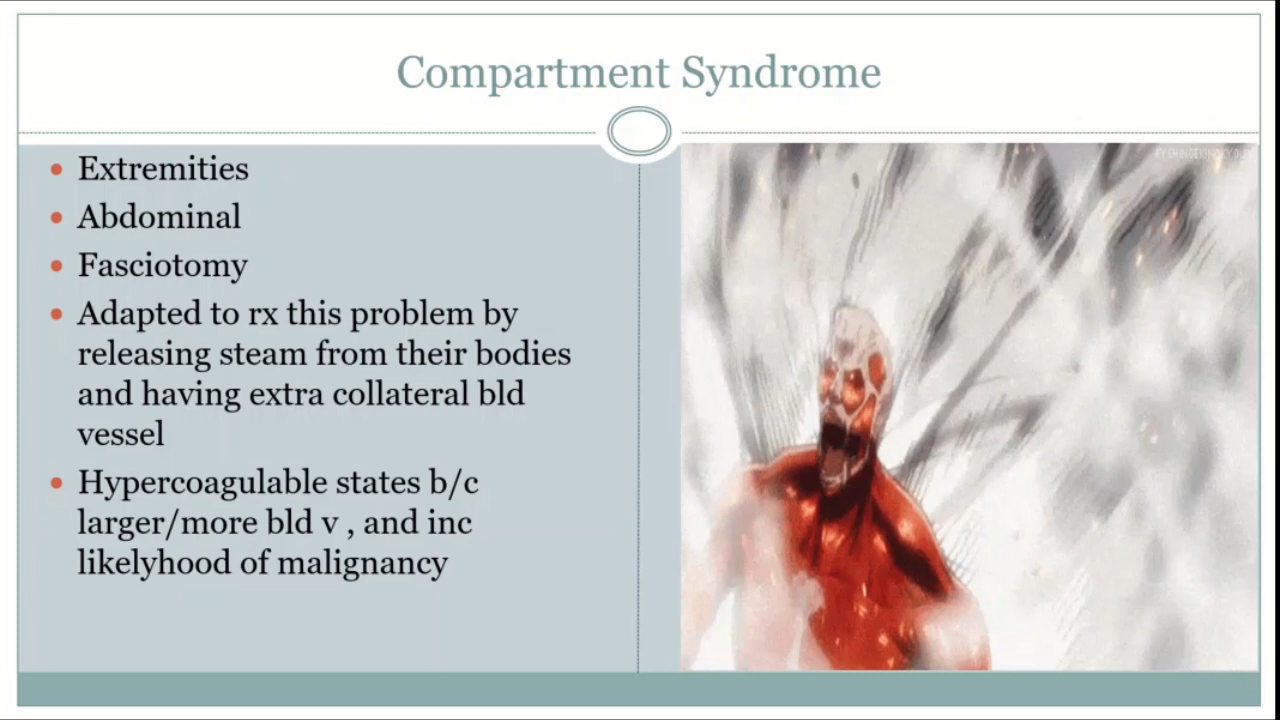 Compartment Syndrome
Extremities
Abdominal
Fasciotomy
Adapted to rx this problem by
releasing steam from their bodies
and having extra collateral bld
vessel
Hypercoagulable states b/c
larger/more bld v , and inc
likelyhood of malignancy